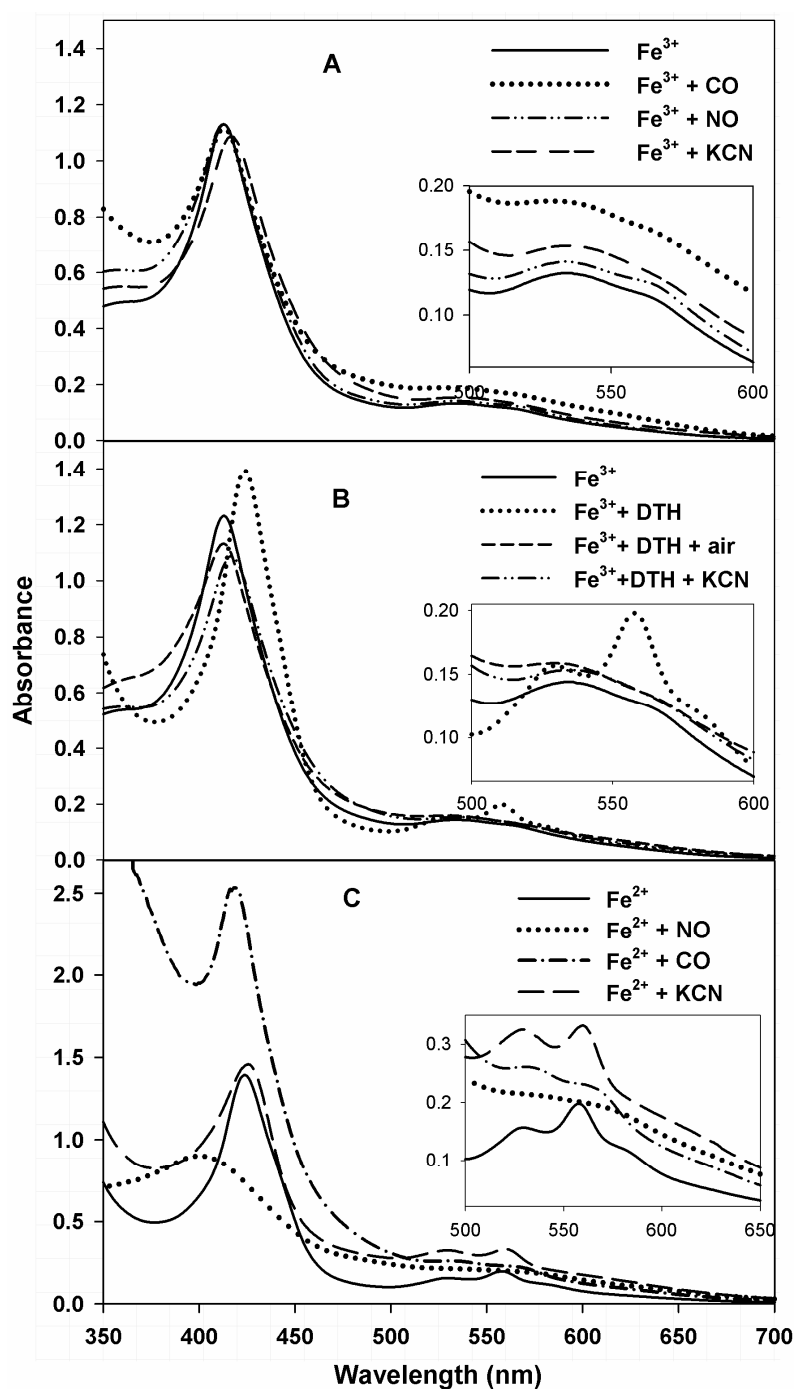 A
Fe³⁺
Fe³⁺ + CO
Fe³⁺ + NO
Fe³⁺ + KCN
1.4
1.2
1.0
0.8
0.6
0.4
0.2
0.0
0.20
0.15
0.10
500 550 600
B
Fe³⁺
Fe³⁺+ DTH
Fe³⁺+ DTH + air
Fe³⁺+DTH + KCN
1.4
1.2
1.0
0.8
0.6
0.4
0.2
0.0
0.20
0.15
0.10
500 550 600
Absorbance
C
Fe²⁺
Fe²⁺ + NO
Fe²⁺ + CO
Fe²⁺ + KCN
2.5
2.0
1.5
1.0
0.5
0.0
0.3
0.2
0.1
500 550 600 650
350 400 450 500 550 600 650 700
Wavelength (nm)